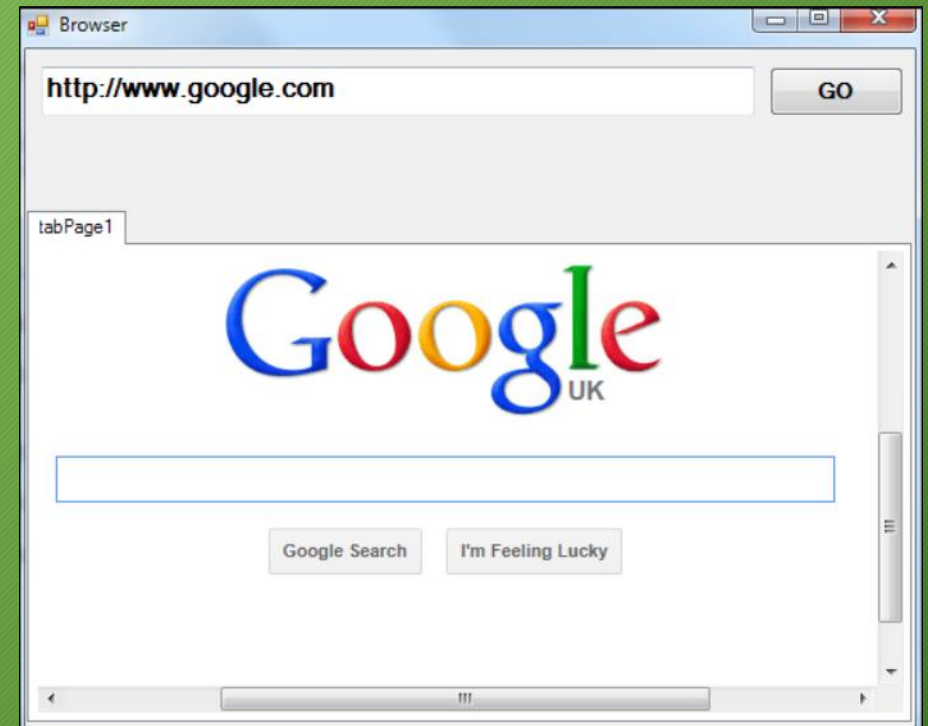 Browser
http://www.google.com
GO
tabPage1
Google
UK
Google Search
I'm Feeling Lucky